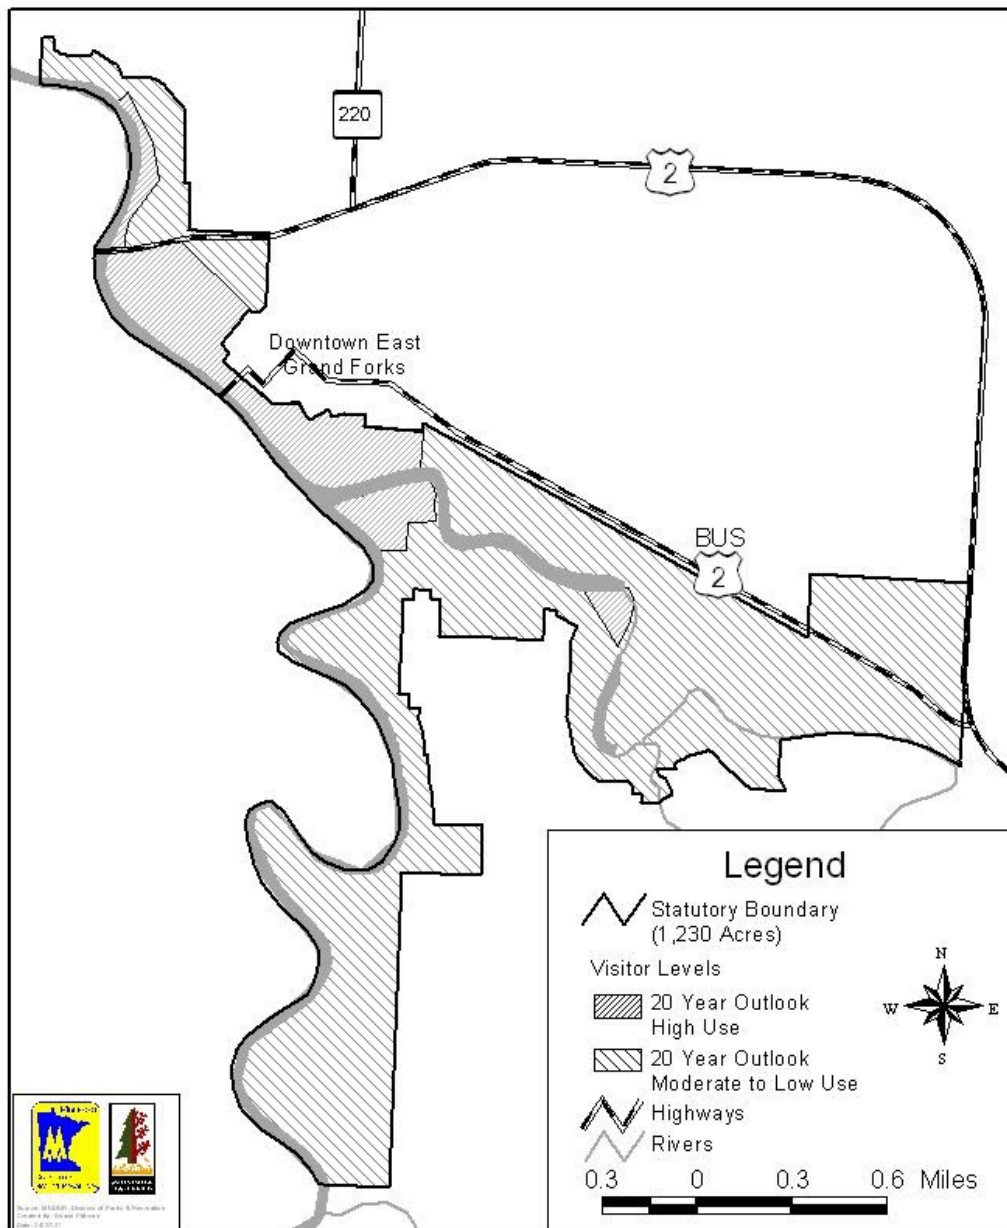 220
2
Downtown East
Grand Forks
BUS
2
Legend
Statutory Boundary
(1,230 Acres)
Visitor Levels
20 Year Outlook
High Use
20 Year Outlook
Moderate to Low Use
Highways
Rivers
N
W E
S
0.3 0 0.3 0.6 Miles